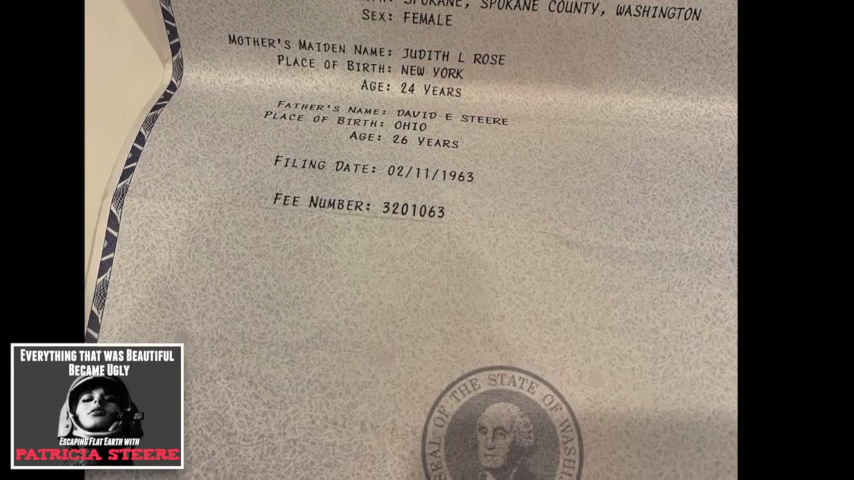 SPOKANE, SPOKANE COUNTY, WASHINGTON
SEX: FEMALE
MOTHER'S MAIDEN NAME: JUDITH L ROSE
PLACE OF BIRTH: NEW YORK
AGE: 24 YEARS
FATHER'S NAME: DAVID E STEERE
PLACE OF BIRTH: OHIO
AGE: 26 YEARS
FILING DATE: 02/11/1963
FEE NUMBER: 3201063
EVERYTHING THAT WAS BEAUTIFUL
BECAME UGLY
ESCAPING FLAT EARTH WITH
PATRICIA STEERE
OF THE STATE OF